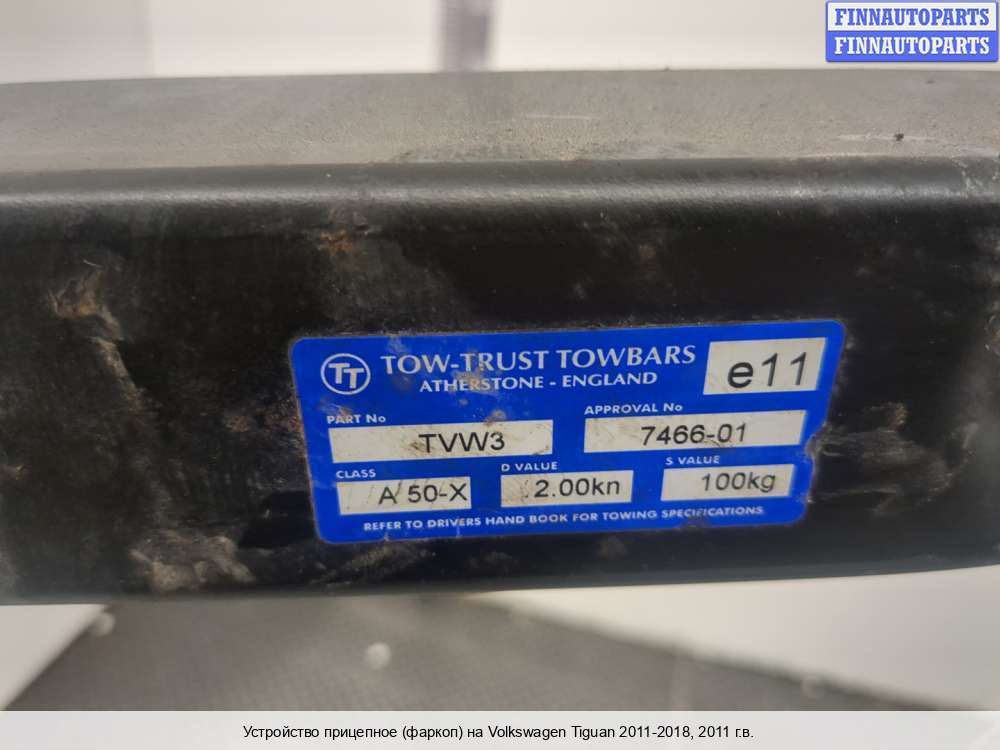 FINNAUTOPARTS
FINNAUTOPARTS
TT TOW-TRUST TOWBARS
ATHERSTONE - ENGLAND
e11
PART No
TVW3
APPROVAL No
7466-01
CLASS
A 50-X
D VALUE
2.00kn
S VALUE
100kg
REFER TO DRIVERS HAND BOOK FOR TOWING SPECIFICATIONS
Устройство прицепное (фаркоп) на Volkswagen Tiguan 2011-2018, 2011 г.в.